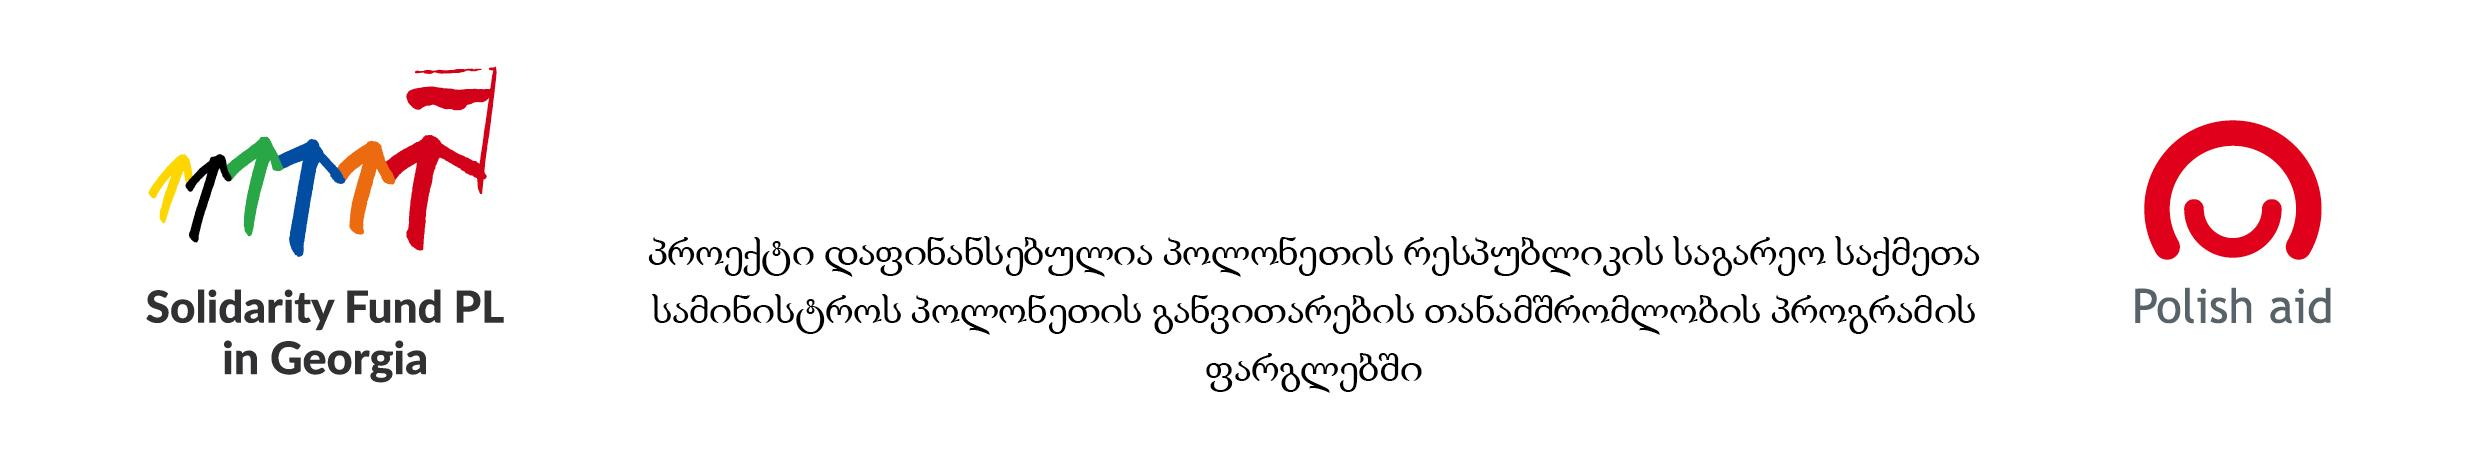 Solidarity Fund PL
in Georgia
პროექტი დაფინანსებულია პოლონეთის რესპუბლიკის საგარეო საქმეთა
სამინისტროს პოლონეთის განვითარების თანამშრომლობის პროგრამის
ფარგლებში
Polish aid